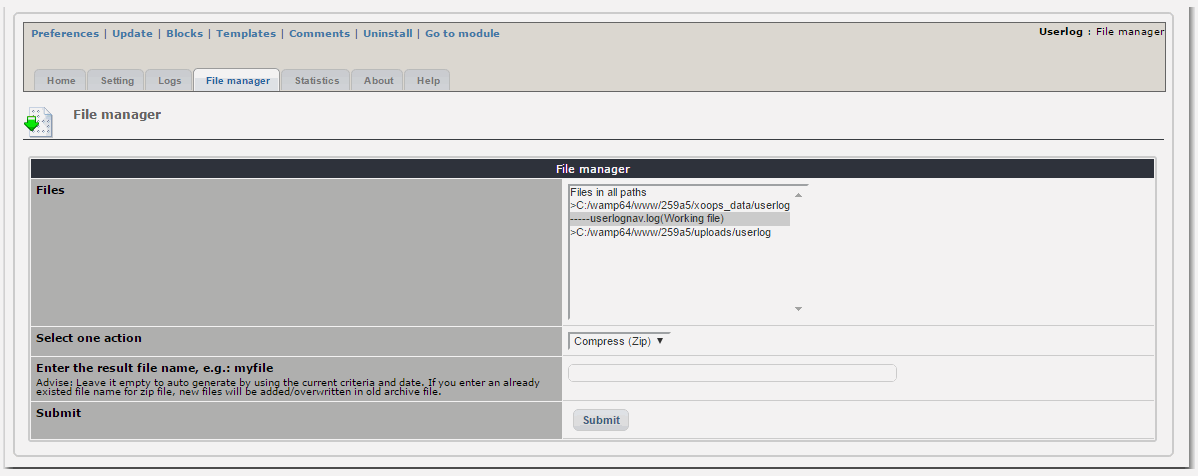 Preferences | Update | Blocks | Templates | Comments | Uninstall | Go to module
Userlog : File manager
Home Setting Logs File manager Statistics About Help
File manager
File manager
Files
Files in all paths
>C:/wamp64/www/259a5/xoops_data/userlog
-----userlognav.log(Working file)
>C:/wamp64/www/259a5/uploads/userlog
Select one action
Compress (Zip)
Enter the result file name, e.g.: myfile
Advise: Leave it empty to auto generate by using the current criteria and date. If you enter an already
existed file name for zip file, new files will be added/overwritten in old archive file.
Submit
Submit